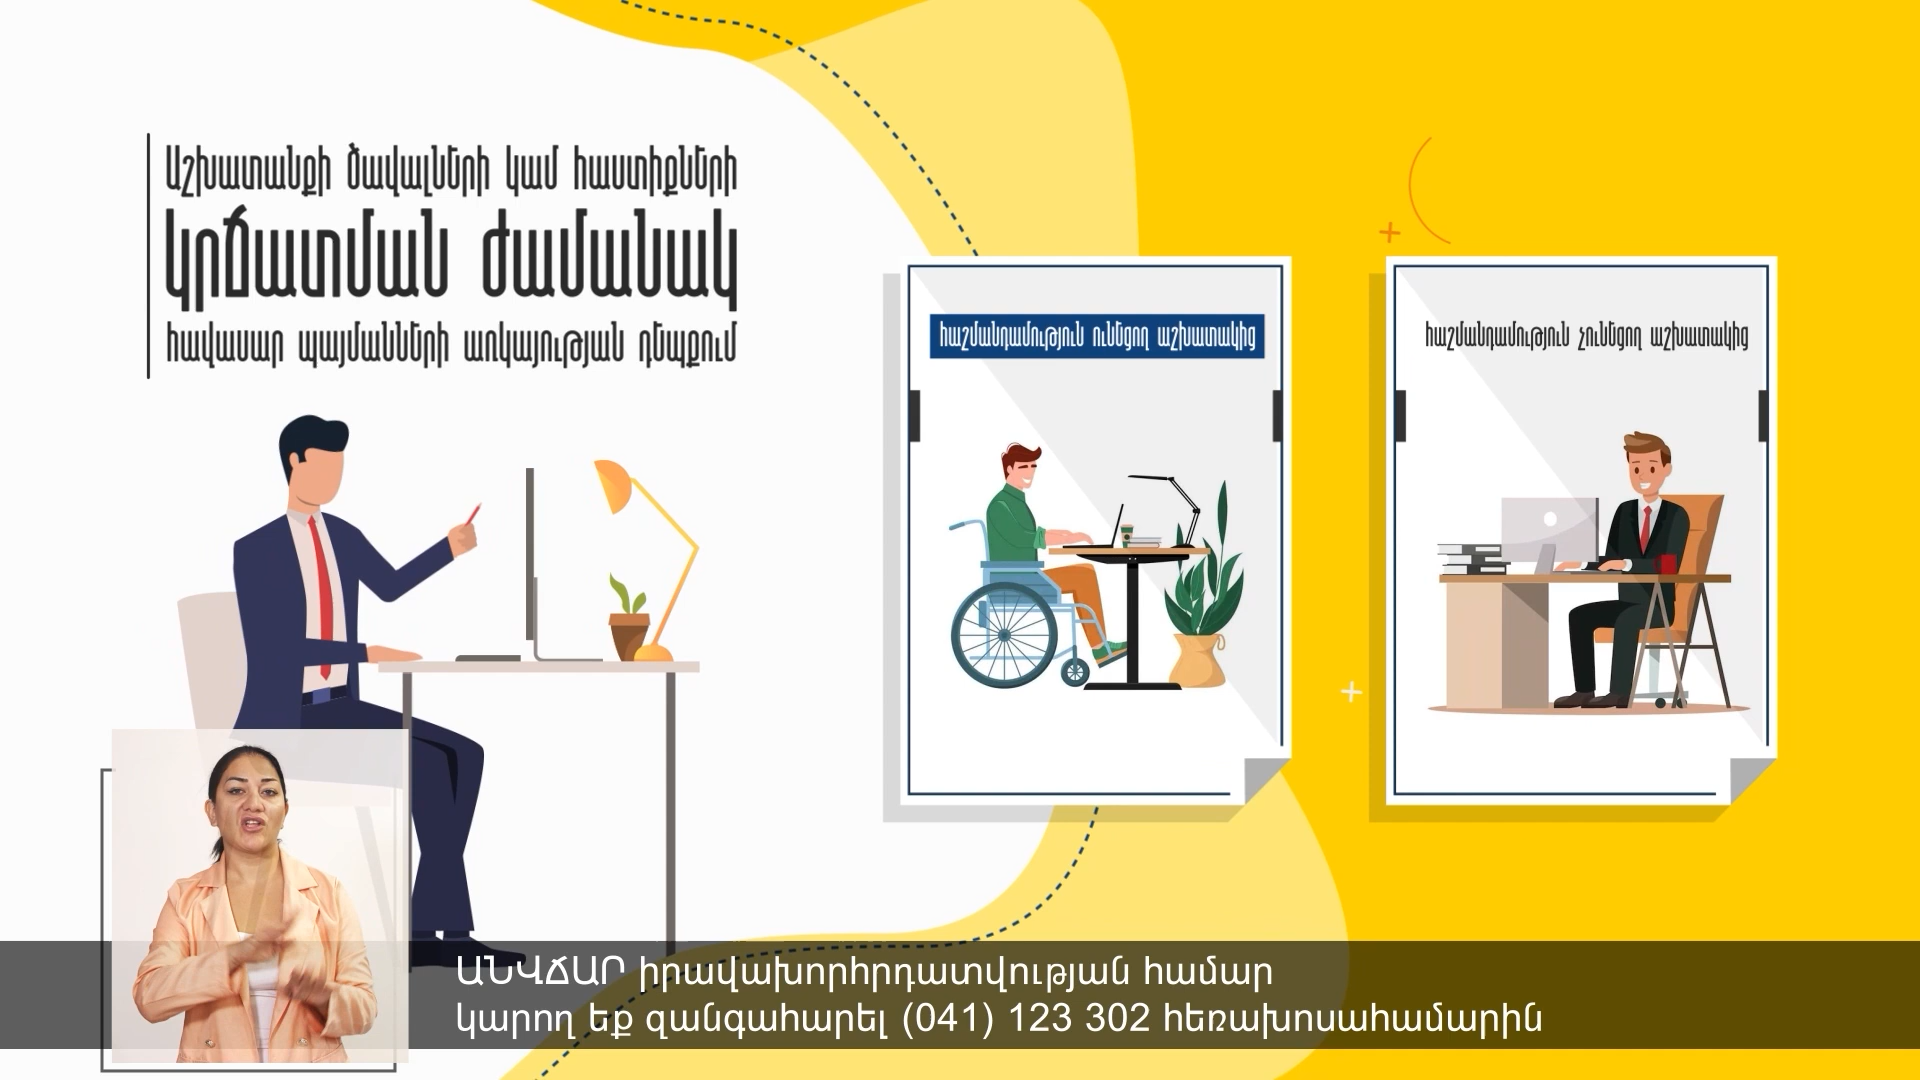 Աշխատանքի ծավալների կամ հաստիքների
կրճատման ժամանակ
հավասար պայմանների առկայության դեպքում
հաշմանդամություն ունեցող աշխատակից
հաշմանդամություն չունեցող աշխատակից
ԱՆՎՃԱՐ իրավախորհրդատվության համար
կարող եք զանգահարել (041) 123 302 հեռախոսահամարին